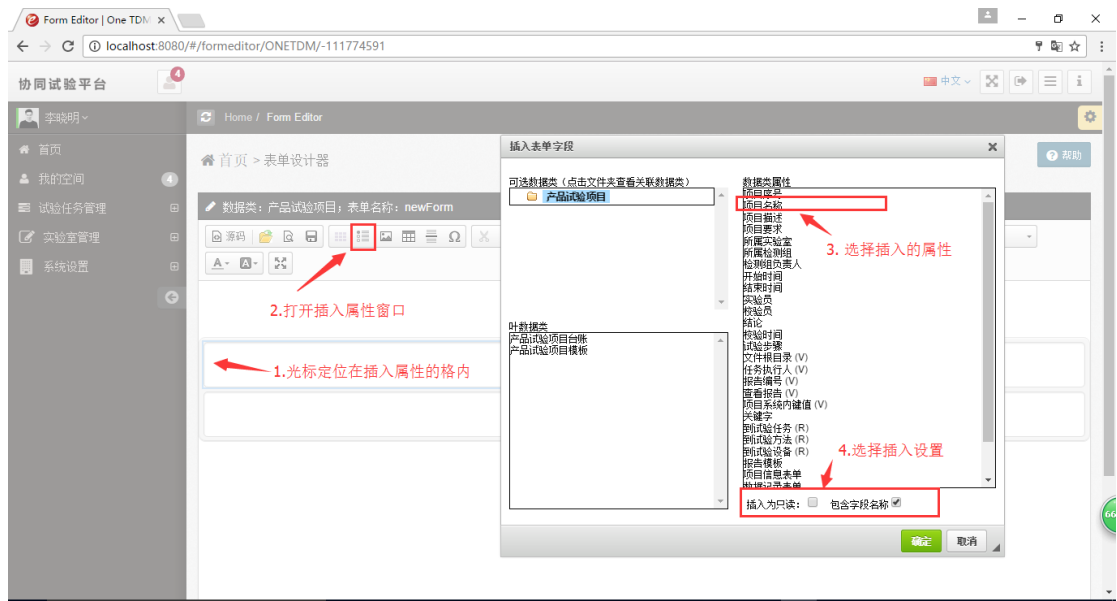 Form Editor | One TDM
localhost:8080/#/formeditor/ONETDM/-111774591
协同试验平台
4
中文
李晓明
Home / Form Editor
首页
首页 > 表单设计器
帮助
我的空间
4
试验任务管理
实验室管理
系统设置
数据类：产品试验项目；表单名称：newForm
源码
2.打开插入属性窗口
1.光标定位在插入属性的格内
插入表单字段
可选数据类（点击文件夹查看关联数据类）
产品试验项目
叶数据类
产品试验项目台账
产品试验项目模板
数据类属性
项目序号
项目名称
项目描述
项目要求
所属实验室
所属检测组
检测组负责人
开始时间
结束时间
实验员
校验员
结论
校验时间
试验步骤
文件根目录 (V)
任务执行人 (V)
报告编号 (V)
查看报告 (V)
项目系统内键值 (V)
关键字
到试验任务 (R)
到试验方法 (R)
到试验设备 (R)
报告模板
项目信息表单
数据记录表单
3. 选择插入的属性
4.选择插入设置
插入为只读：
包含字段名称
确定
取消
66